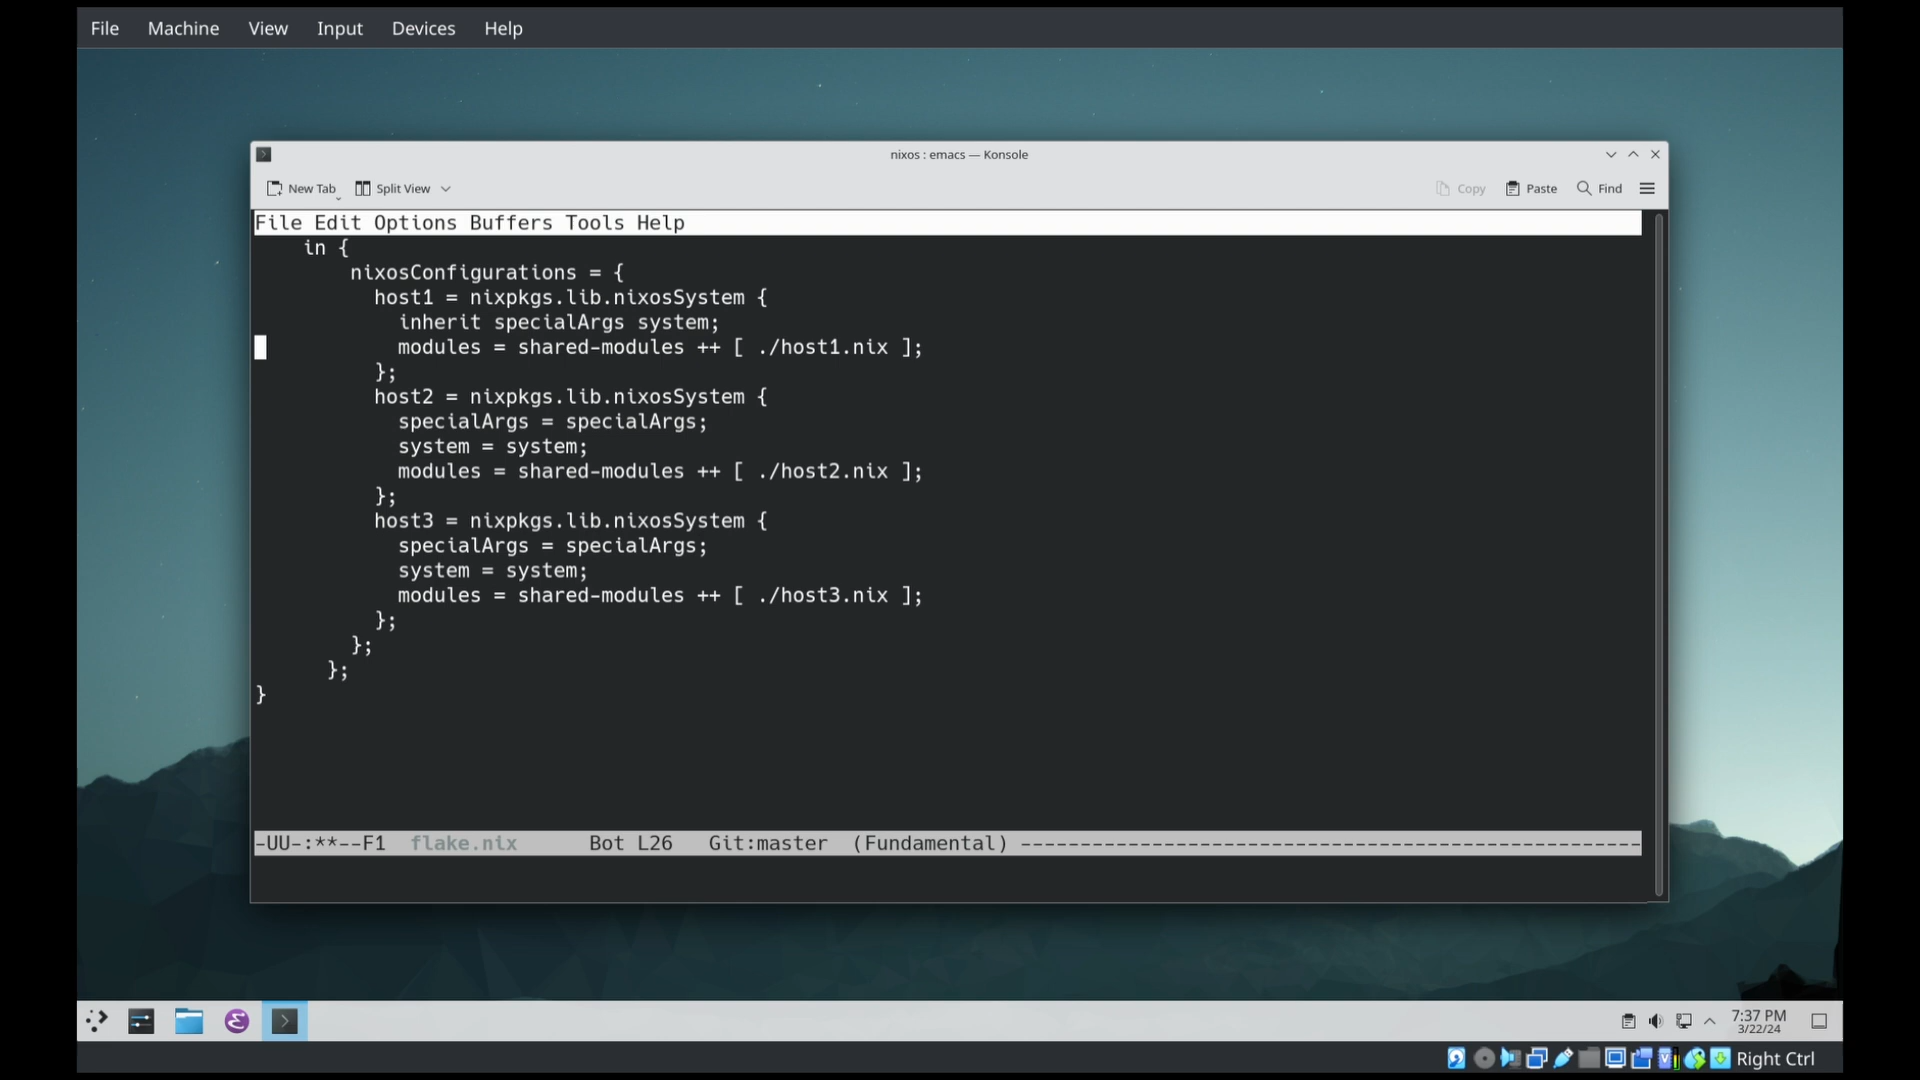 File Machine View Input Devices Help
nixos : emacs — Konsole
New Tab Split View Copy Paste Find
File Edit Options Buffers Tools Help
    in {
        nixosConfigurations = {
          host1 = nixpkgs.lib.nixosSystem {
            inherit specialArgs system;
            modules = shared-modules ++ [ ./host1.nix ];
          };
          host2 = nixpkgs.lib.nixosSystem {
            specialArgs = specialArgs;
            system = system;
            modules = shared-modules ++ [ ./host2.nix ];
          };
          host3 = nixpkgs.lib.nixosSystem {
            specialArgs = specialArgs;
            system = system;
            modules = shared-modules ++ [ ./host3.nix ];
          };
        };
      };
}
-UU-:**--F1  flake.nix      Bot L26   Git:master  (Fundamental) ----------------------------------------------------
7:37 PM
3/22/24
Right Ctrl